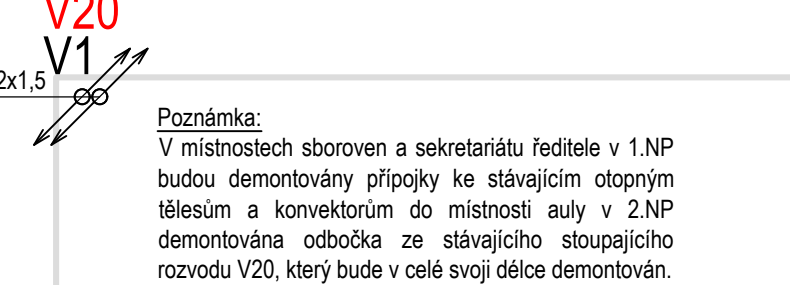 V20
V1
2x1,5
Poznámka:
V místnostech sboroven a sekretariátu ředitele v 1.NP
budou demontovány přípojky ke stávajícím otopným
tělesům a konvektorům do místnosti auly v 2.NP
demontována odbočka ze stávajícího stoupajícího
rozvodu V20, který bude v celé svoji délce demontován.